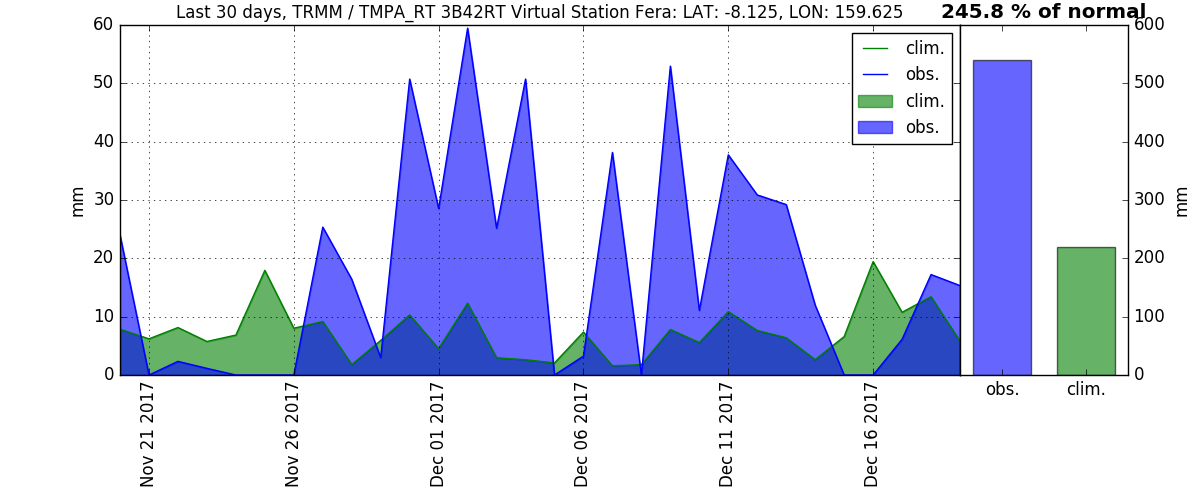 Last 30 days, TRMM / TMPA_RT 3B42RT Virtual Station Fera: LAT: -8.125, LON: 159.625
245.8 % of normal
60
50
40
30
20
10
0
mm
clim.
obs.
clim.
obs.
600
500
400
300
200
100
0
mm
Nov 21 2017
Nov 26 2017
Dec 01 2017
Dec 06 2017
Dec 11 2017
Dec 16 2017
obs.
clim.